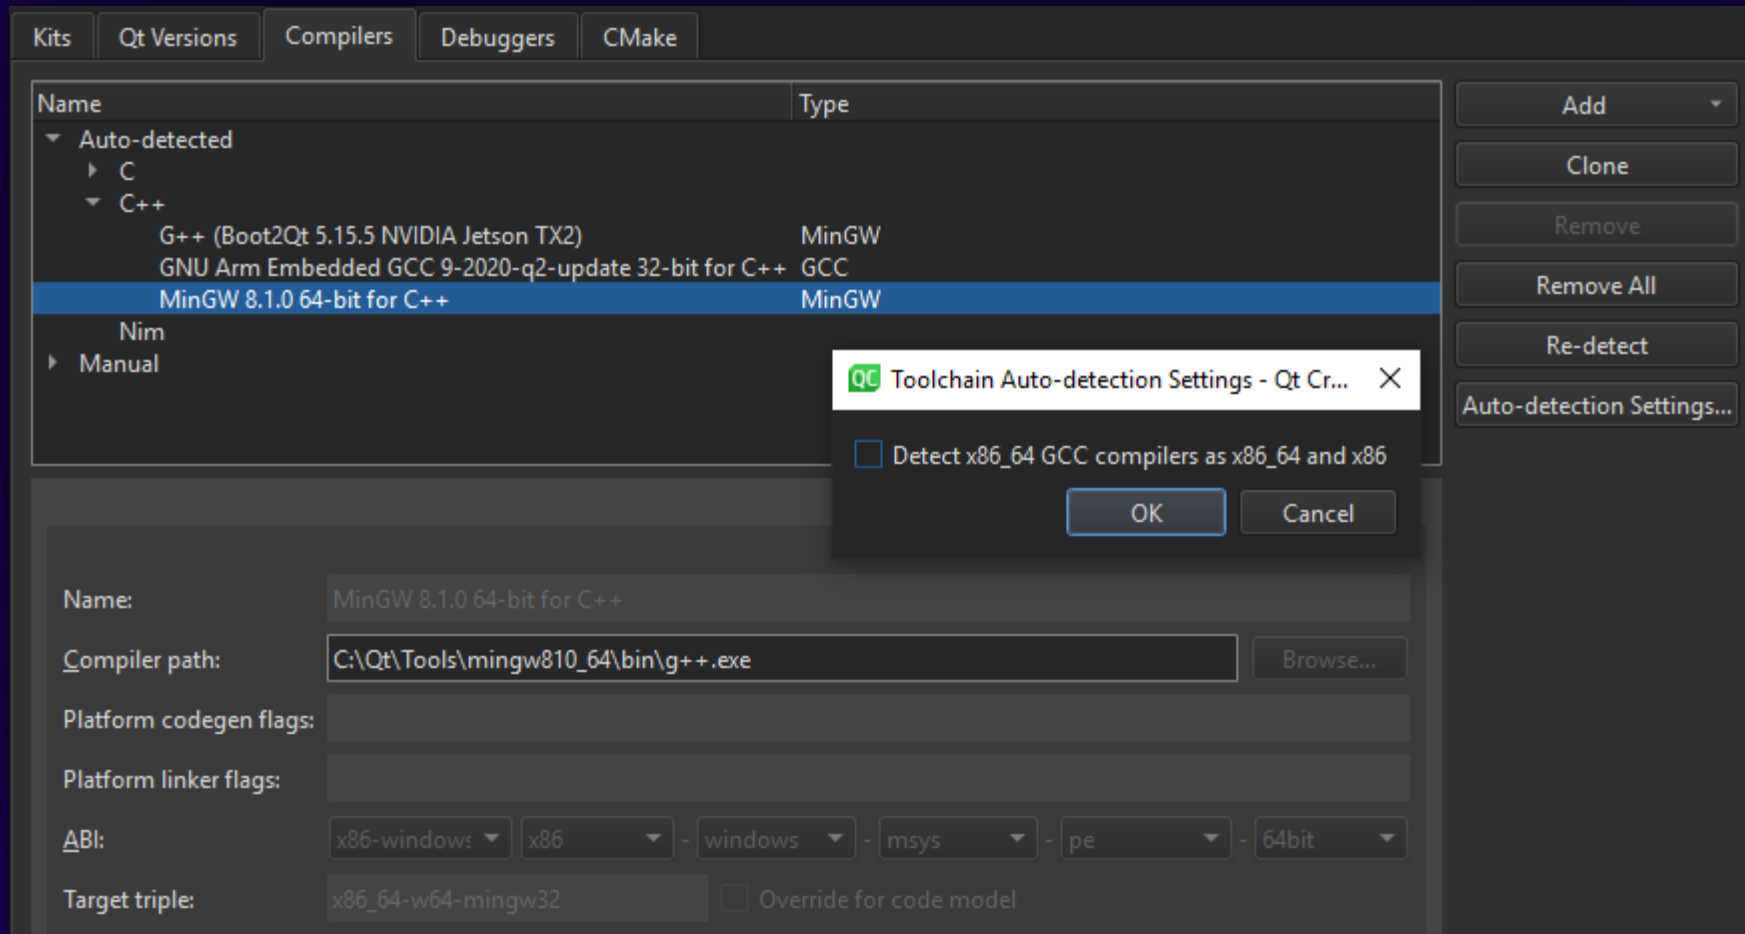 Kits Qt Versions Compilers Debuggers CMake
Name Type
Auto-detected
C
C++
G++ (Boot2Qt 5.15.5 NVIDIA Jetson TX2) MinGW
GNU Arm Embedded GCC 9-2020-q2-update 32-bit for C++ GCC
MinGW 8.1.0 64-bit for C++ MinGW
Nim
Manual
Add
Clone
Remove
Remove All
Re-detect
Auto-detection Settings...
QC Toolchain Auto-detection Settings - Qt Cr...
Detect x86_64 GCC compilers as x86_64 and x86
OK Cancel
Name: MinGW 8.1.0 64-bit for C++
Compiler path: C:\Qt\Tools\mingw810_64\bin\g++.exe Browse...
Platform codegen flags:
Platform linker flags:
ABI: x86-windows x86 - windows - msys - pe - 64bit
Target triple: x86_64-w64-mingw32 Override for code model